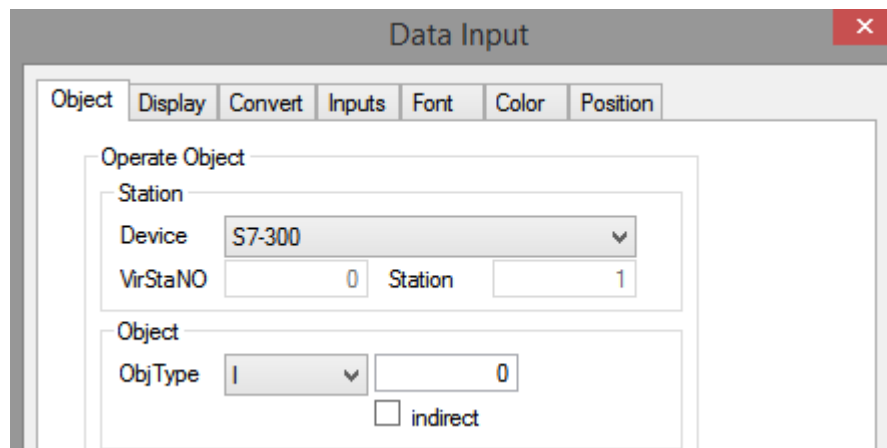 Data Input
Object Display Convert Inputs Font Color Position
Operate Object
Station
Device S7-300
VirStaNO 0 Station 1
Object
ObjType I 0
indirect